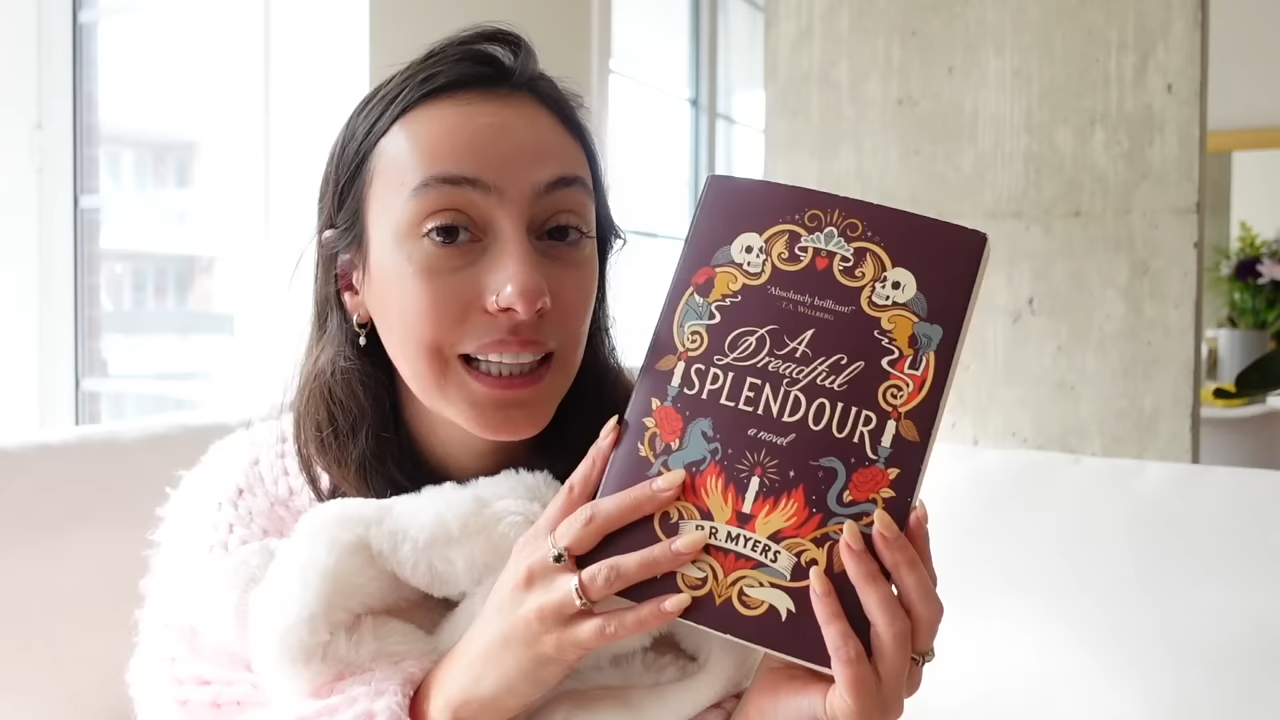 "Absolutely brilliant!"
—T.A. WILLBERG
A
Dreadful
SPLENDOUR
a novel
B.R. MYERS